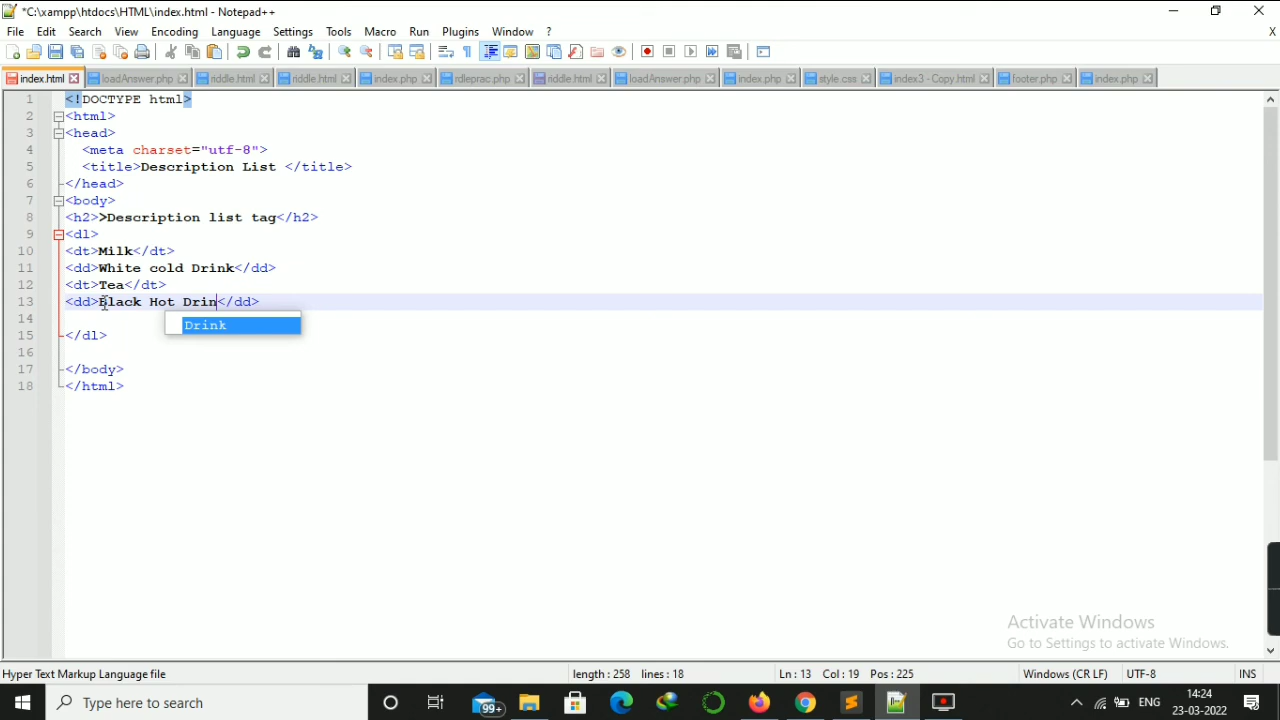 *C:\xampp\htdocs\HTML\index.html - Notepad++
File Edit Search View Encoding Language Settings Tools Macro Run Plugins Window ? X
index.html loadAnswer.php riddle.html riddle.html index.php rdleprac.php riddle.html loadAnswer.php index.php style.css index3 - Copy.html footer.php index.php
1 <!DOCTYPE html>
2 <html>
3 <head>
4 <meta charset="utf-8">
5 <title>Description List </title>
6 </head>
7 <body>
8 <h2>>Description list tag</h2>
9 <dl>
10 <dt>Milk</dt>
11 <dd>White cold Drink</dd>
12 <dt>Tea</dt>
13 <dd>Black Hot Drin</dd>
14
Drink
15 </dl>
16
17 </body>
18 </html>
Activate Windows
Go to Settings to activate Windows.
Hyper Text Markup Language file length : 258 lines : 18 Ln : 13 Col : 19 Pos : 225 Windows (CR LF) UTF-8 INS
Type here to search 99+ ENG 14:24
23-03-2022